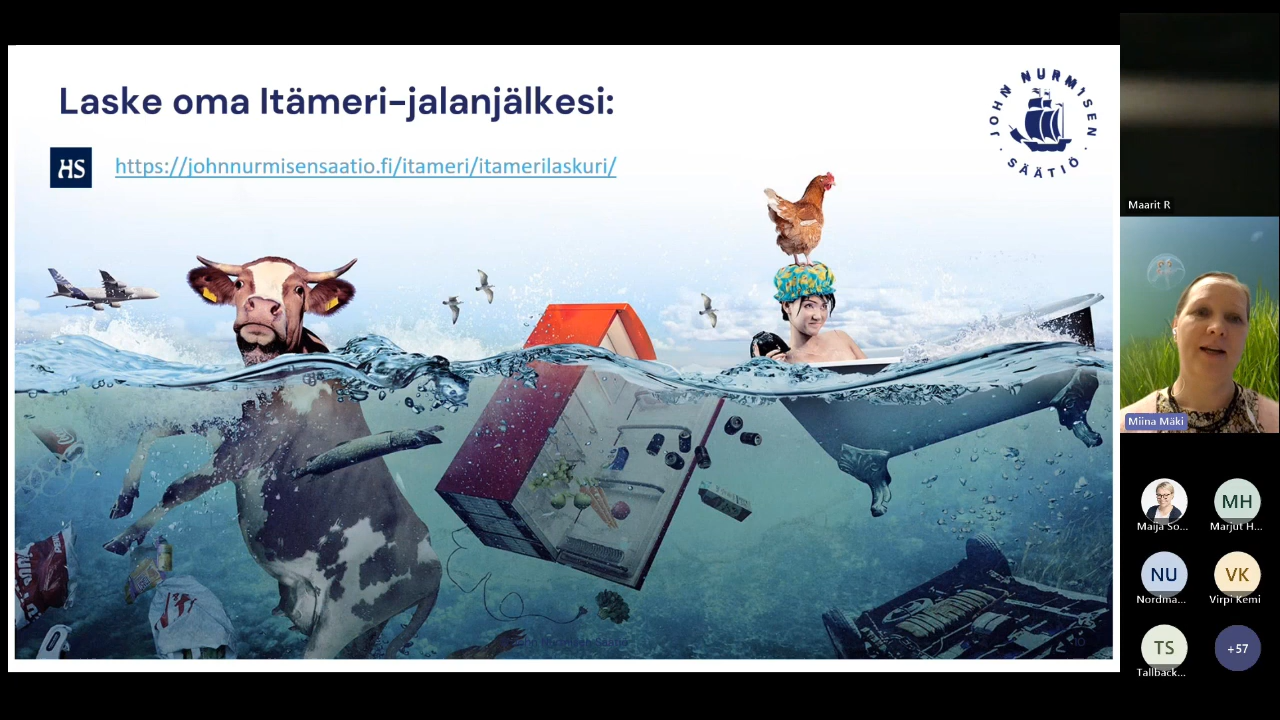 Laske oma Itämeri-jalanjälkesi:
HS
https://johnnurmisensaatio.fi/itameri/itamerilaskuri/
JOHN NURMISEN
· SÄÄTIÖ ·
Maarit R
Miina Mäki
Maija So...
MH
Marjut H...
NU
Nordma...
VK
Virpi Kemi
TS
Tallback...
+57